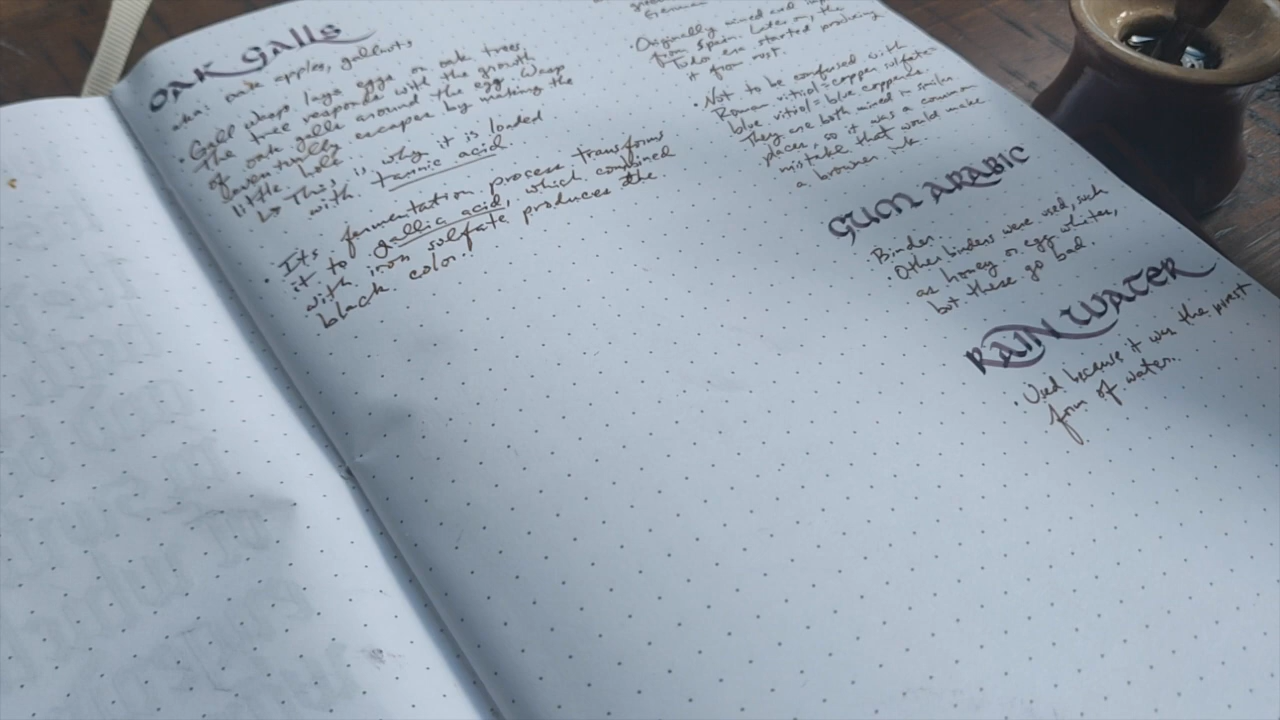 OAK GALLS
aka: oak apples, gallnuts
• Gall wasps lays eggs on oak trees
The tree responds with the growth
of oak galls around the egg. Wasp
eventually escapes by making the
little hole
↳ This is why it is loaded
with tannic acid.
• Its fermentation process transforms
it to gallic acid, which combined
with iron sulfate produces the
black color!
German
• Originally mined and
from Spain. Later on, the
Tudor era started producing
it from rust.
• Not to be confused with
Roman vitriol = copper sulfate
blue vitriol = blue copperas.
They are both mined in similar
places, so it was a common
mistake that would make
a browner ink
GUM ARABIC
Binder.
• Other binders were used, such
as honey or egg whites,
but these go bad.
RAIN WATER
• Used because it was the purest
form of water.